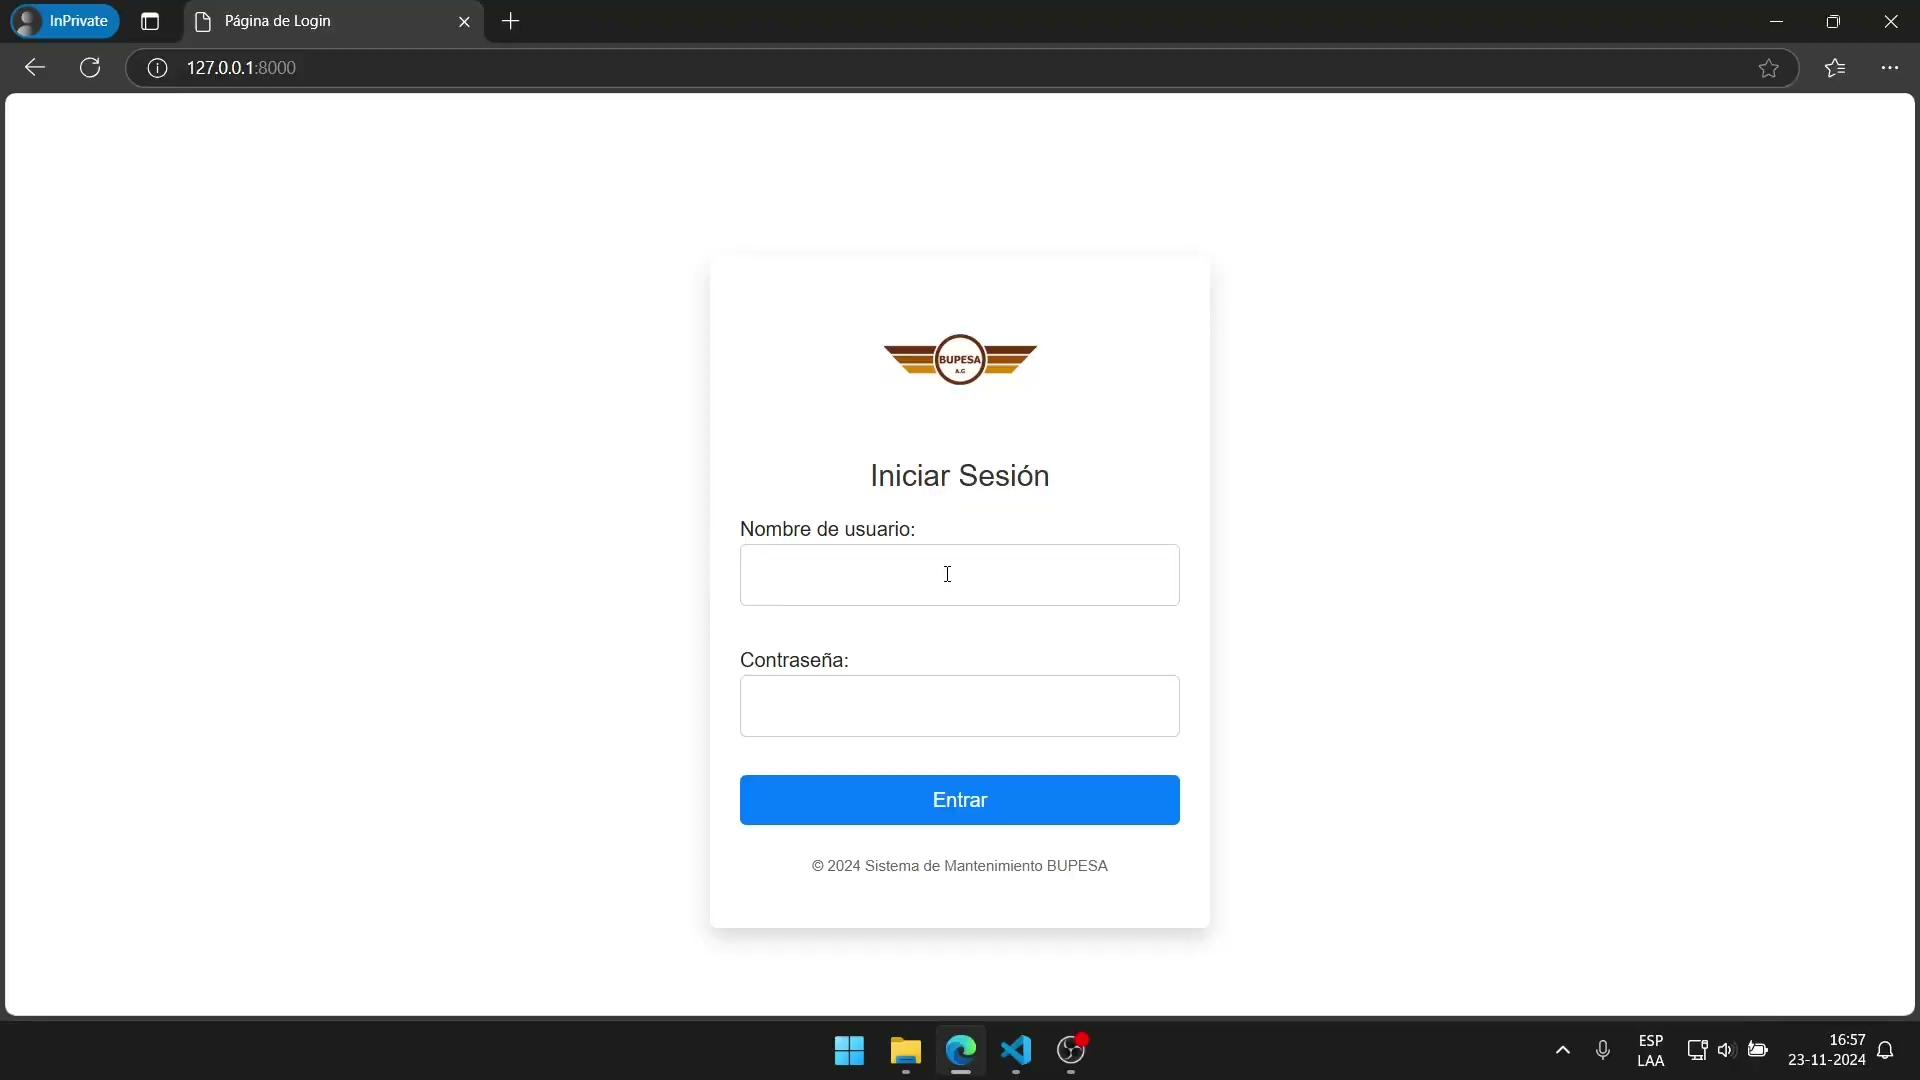 InPrivate
Página de Login
127.0.0.1:8000
BUPESA
A.G
Iniciar Sesión
Nombre de usuario:
Contraseña:
Entrar
© 2024 Sistema de Mantenimiento BUPESA
ESP
LAA
16:57
23-11-2024